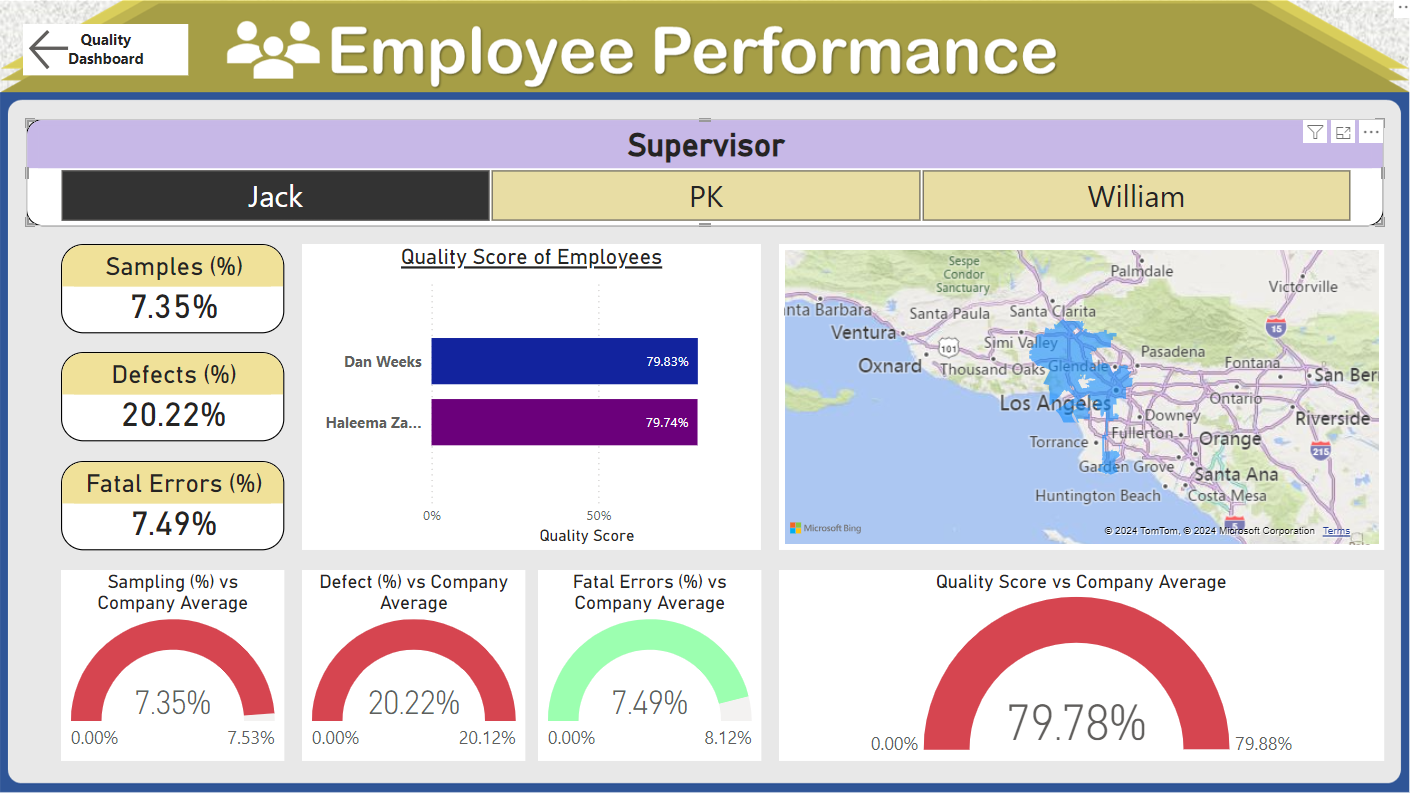 Quality
Dashboard
Employee Performance
Supervisor
Jack
PK
William
Samples (%)
7.35%
Defects (%)
20.22%
Fatal Errors (%)
7.49%
Quality Score of Employees
Dan Weeks
79.83%
Haleema Za...
79.74%
0%
50%
Quality Score
Sespe
Condor
Sanctuary
Palmdale
Victorville
nta Barbara
Santa Paula
Santa Clarita
Ventura
15
101
Simi Valley
Pasadena
Oxnard
Thousand Oaks
Glendale
Fontana
San Ber
Los Angeles
Ontario
Downey
Riverside
Torrance
Fullerton
Orange
215
Garden Grove
Santa Ana
Huntington Beach
Costa Mesa
5
Microsoft Bing
© 2024 TomTom, © 2024 Microsoft Corporation Terms
Sampling (%) vs
Company Average
7.35%
0.00%
7.53%
Defect (%) vs Company
Average
20.22%
0.00%
20.12%
Fatal Errors (%) vs
Company Average
7.49%
0.00%
8.12%
Quality Score vs Company Average
79.78%
0.00%
79.88%